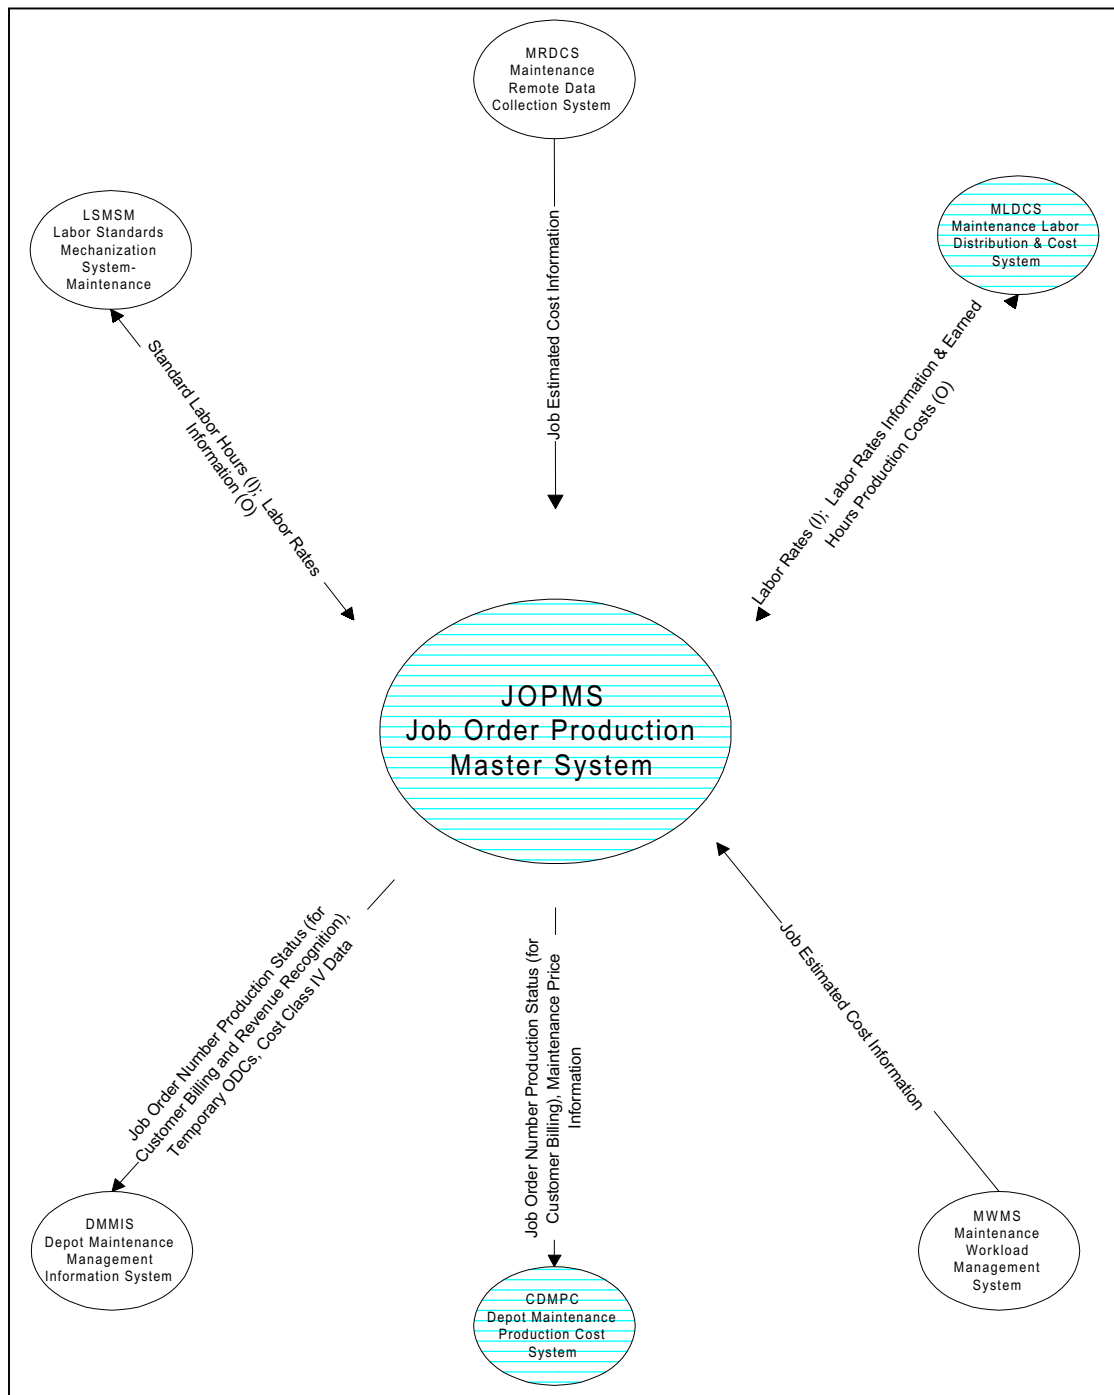 MRDCS
Maintenance
Remote Data
Collection System
LSMSM
Labor Standards
Mechanization
System-
Maintenance
MLDCS
Maintenance Labor
Distribution & Cost
System
Standard Labor Hours (I); Labor Rates
Information (O)
Job Estimated Cost Information
Labor Rates (I); Labor Rates Information & Earned
Hours Production Costs (O)
JOPMS
Job Order Production
Master System
Job Order Number Production Status (for
Customer Billing and Revenue Recognition),
Temporary ODCs, Cost Class IV Data
Job Order Number Production Status (for
Customer Billing), Maintenance Price
Information
Job Estimated Cost Information
DMMIS
Depot Maintenance
Management
Information System
CDMPC
Depot Maintenance
Production Cost
System
MWMS
Maintenance
Workload
Management
System